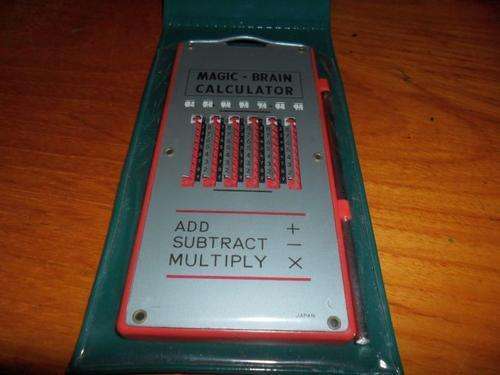 MAGIC - BRAIN
CALCULATOR
ADD +
SUBTRACT −
MULTIPLY ×
JAPAN